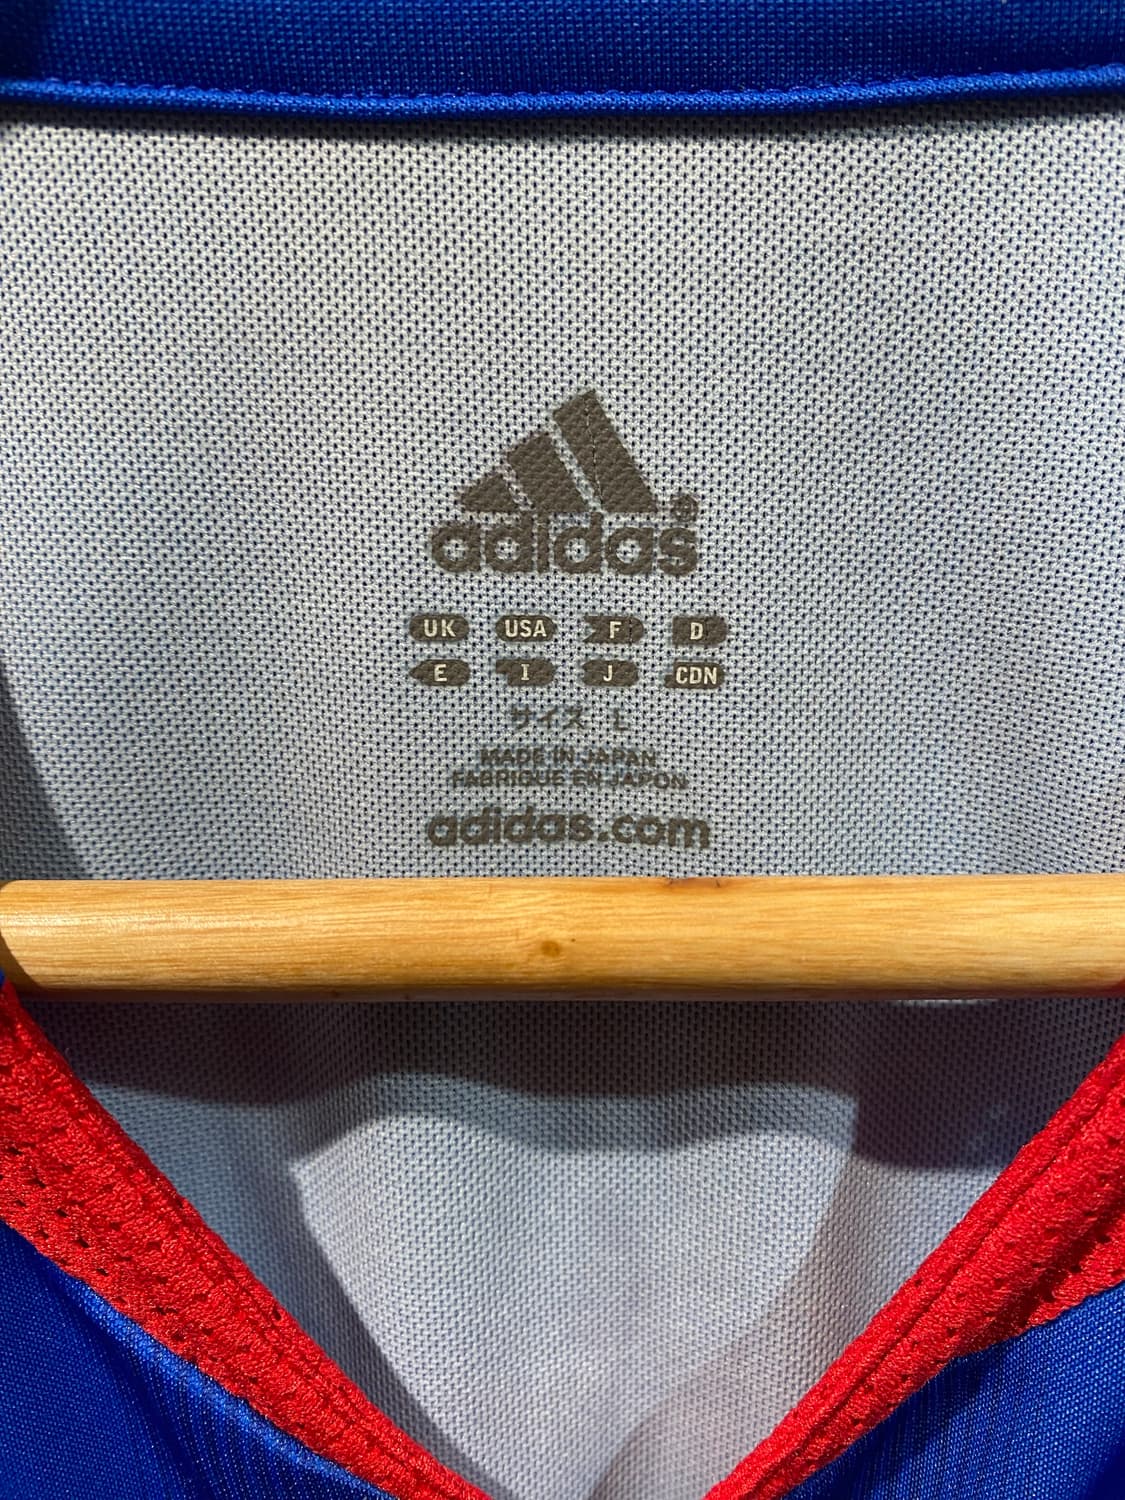 adidas®
UK USA F D
E I J CDN
サイズ L
MADE IN JAPAN
FABRIQUE EN JAPON
adidas.com